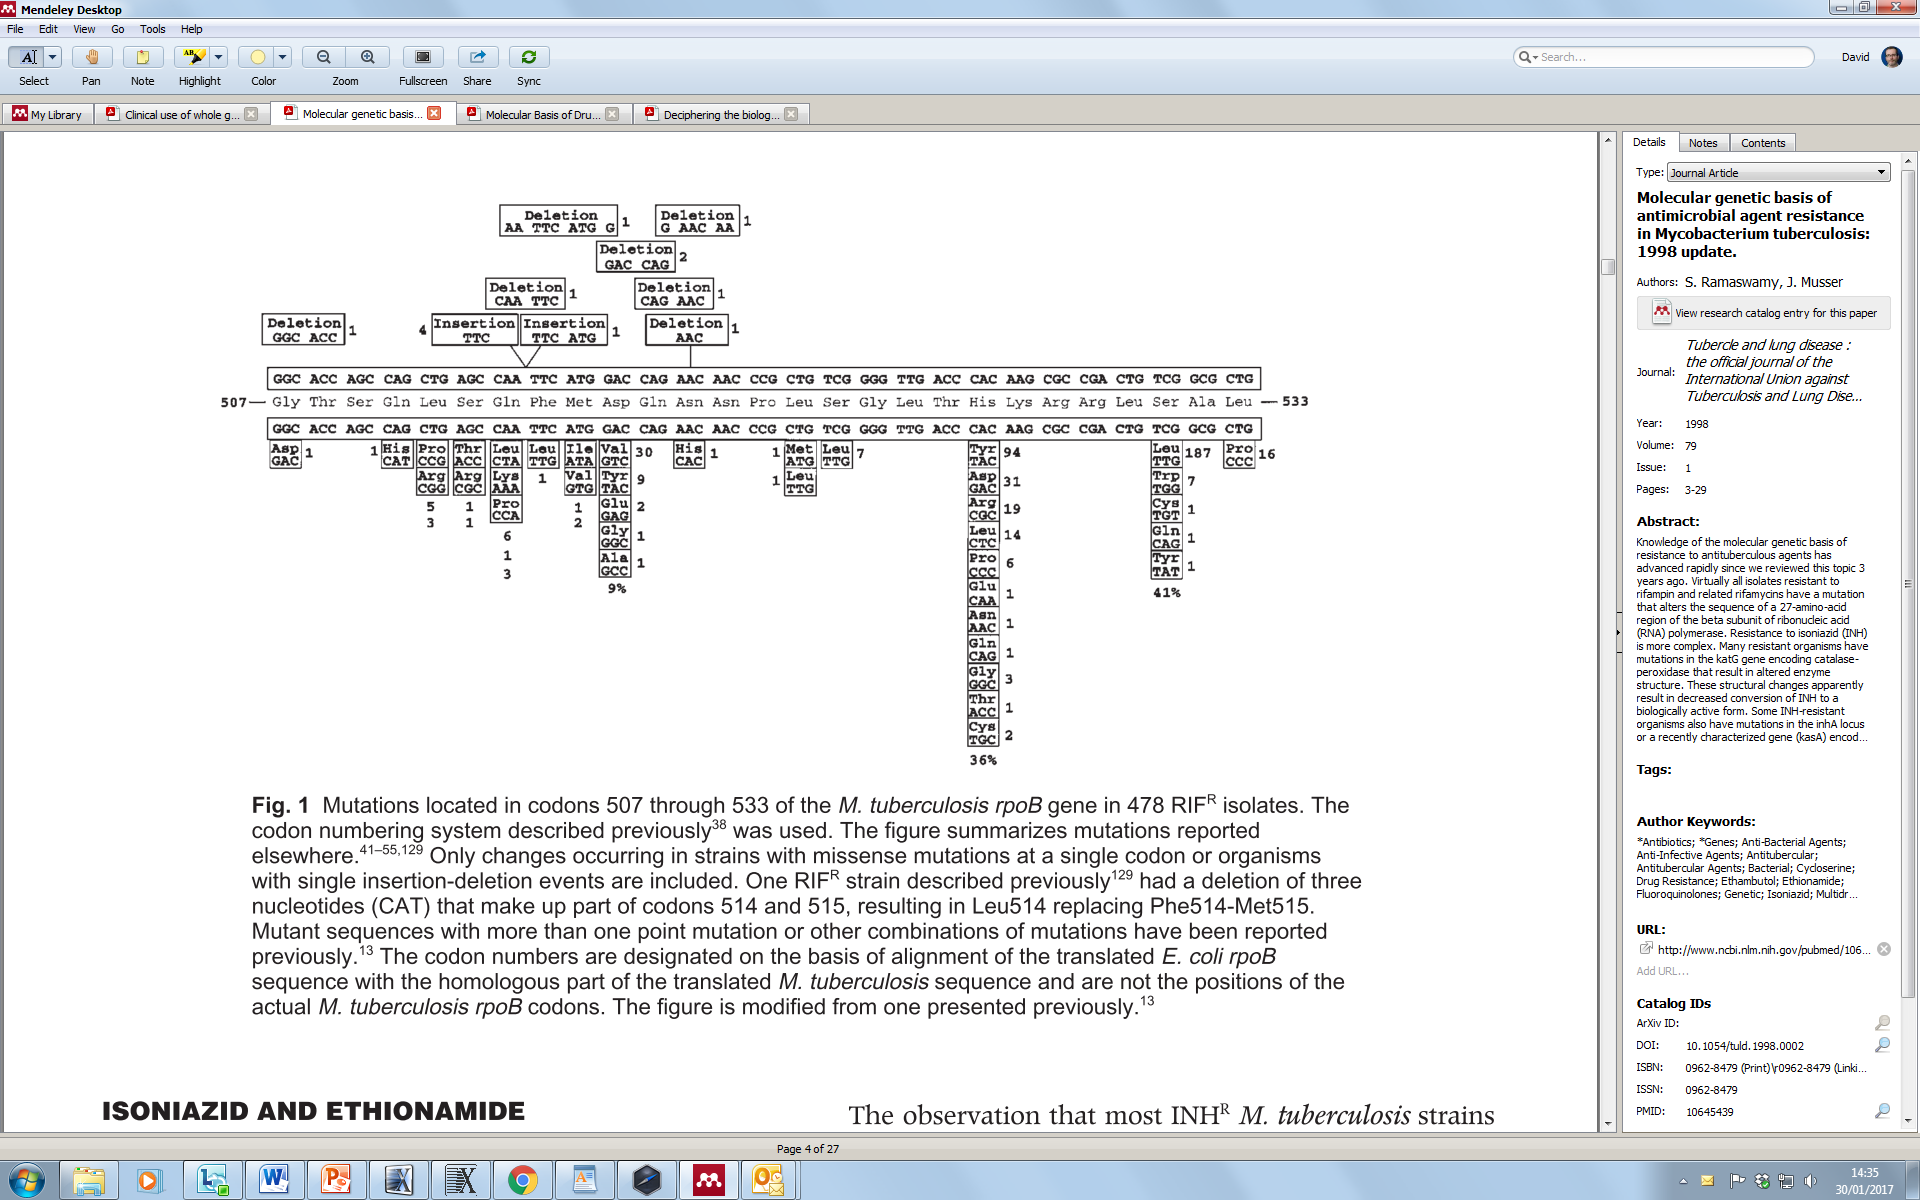 Mendeley Desktop
File Edit View Go Tools Help
Search...
David
Select Pan Note Highlight Color Zoom Fullscreen Share Sync
My Library
Clinical use of whole g...
Molecular genetic basis...
Molecular Basis of Dru...
Deciphering the biolog...
Deletion
AA TTC ATG G 1
Deletion
G AAC AA 1
Deletion
GAC CAG 2
Deletion
CAA TTC 1
Deletion
CAG AAC 1
Deletion
GGC ACC 1
4 Insertion
TTC
Insertion
TTC ATG 1
Deletion
AAC 1
GGC ACC AGC CAG CTG AGC CAA TTC ATG GAC CAG AAC AAC CCG CTG TCG GGG TTG ACC CAC AAG CGC CGA CTG TCG GCG CTG
507 Gly Thr Ser Gln Leu Ser Gln Phe Met Asp Gln Asn Asn Pro Leu Ser Gly Leu Thr His Lys Arg Arg Leu Ser Ala Leu 533
GGC ACC AGC CAG CTG AGC CAA TTC ATG GAC CAG AAC AAC CCG CTG TCG GGG TTG ACC CAC AAG CGC CGA CTG TCG GCG CTG
Asp
GAC 1
1 His
CAT
Pro
CCG
Arg
CGG
5
3
Thr
ACC
Arg
CGC
1
1
Leu
CTA
Lys
AAA
Pro
CCA
6
1
3
Leu
TTG
1
Ile
ATA
Val
GTG
1
2
Val
GTC 30
Tyr
TAC 9
Glu
GAG 2
Gly
GGC 1
Ala
GCC 1
9%
His
CAC 1
1 Met
ATG
1 Leu
TTG
Leu
TTG 7
Tyr
TAC 94
Asp
GAC 31
Arg
CGC 19
Leu
CTC 14
Pro
CCC 6
Glu
CAA 1
Asn
AAC 1
Gln
CAG 1
Gly
GGC 3
Thr
ACC 1
Cys
TGC 2
36%
Leu
TTG 187
Trp
TGG 7
Cys
TGT 1
Gln
CAG 1
Tyr
TAT 1
41%
Pro
CCC 16
Fig. 1 Mutations located in codons 507 through 533 of the M. tuberculosis rpoB gene in 478 RIFR isolates. The
codon numbering system described previously38 was used. The figure summarizes mutations reported
elsewhere.41–55,129 Only changes occurring in strains with missense mutations at a single codon or organisms
with single insertion-deletion events are included. One RIFR strain described previously129 had a deletion of three
nucleotides (CAT) that make up part of codons 514 and 515, resulting in Leu514 replacing Phe514-Met515.
Mutant sequences with more than one point mutation or other combinations of mutations have been reported
previously.13 The codon numbers are designated on the basis of alignment of the translated E. coli rpoB
sequence with the homologous part of the translated M. tuberculosis sequence and are not the positions of the
actual M. tuberculosis rpoB codons. The figure is modified from one presented previously.13
ISONIAZID AND ETHIONAMIDE
The observation that most INHR M. tuberculosis strains
Details Notes Contents
Type: Journal Article
Molecular genetic basis of
antimicrobial agent resistance
in Mycobacterium tuberculosis:
1998 update.
Authors: S. Ramaswamy, J. Musser
View research catalog entry for this paper
Journal: Tubercle and lung disease :
the official journal of the
International Union against
Tuberculosis and Lung Dise...
Year: 1998
Volume: 79
Issue: 1
Pages: 3-29
Abstract:
Knowledge of the molecular genetic basis of
resistance to antituberculous agents has
advanced rapidly since we reviewed this topic 3
years ago. Virtually all isolates resistant to
rifampin and related rifamycins have a mutation
that alters the sequence of a 27-amino-acid
region of the beta subunit of ribonucleic acid
(RNA) polymerase. Resistance to isoniazid (INH)
is more complex. Many resistant organisms have
mutations in the katG gene encoding catalase-
peroxidase that result in altered enzyme
structure. These structural changes apparently
result in decreased conversion of INH to a
biologically active form. Some INH-resistant
organisms also have mutations in the inhA locus
or a recently characterized gene (kasA) encod...
Tags:
Author Keywords:
*Antibiotics; *Genes; Anti-Bacterial Agents;
Anti-Infective Agents; Antitubercular;
Antitubercular Agents; Bacterial; Cycloserine;
Drug Resistance; Ethambutol; Ethionamide;
Fluoroquinolones; Genetic; Isoniazid; Multidr...
URL:
http://www.ncbi.nlm.nih.gov/pubmed/106...
Add URL...
Catalog IDs
ArXiv ID:
DOI: 10.1054/tuld.1998.0002
ISBN: 0962-8479 (Print)\r0962-8479 (Linki...
ISSN: 0962-8479
PMID: 10645439
Page 4 of 27
14:35
30/01/2017